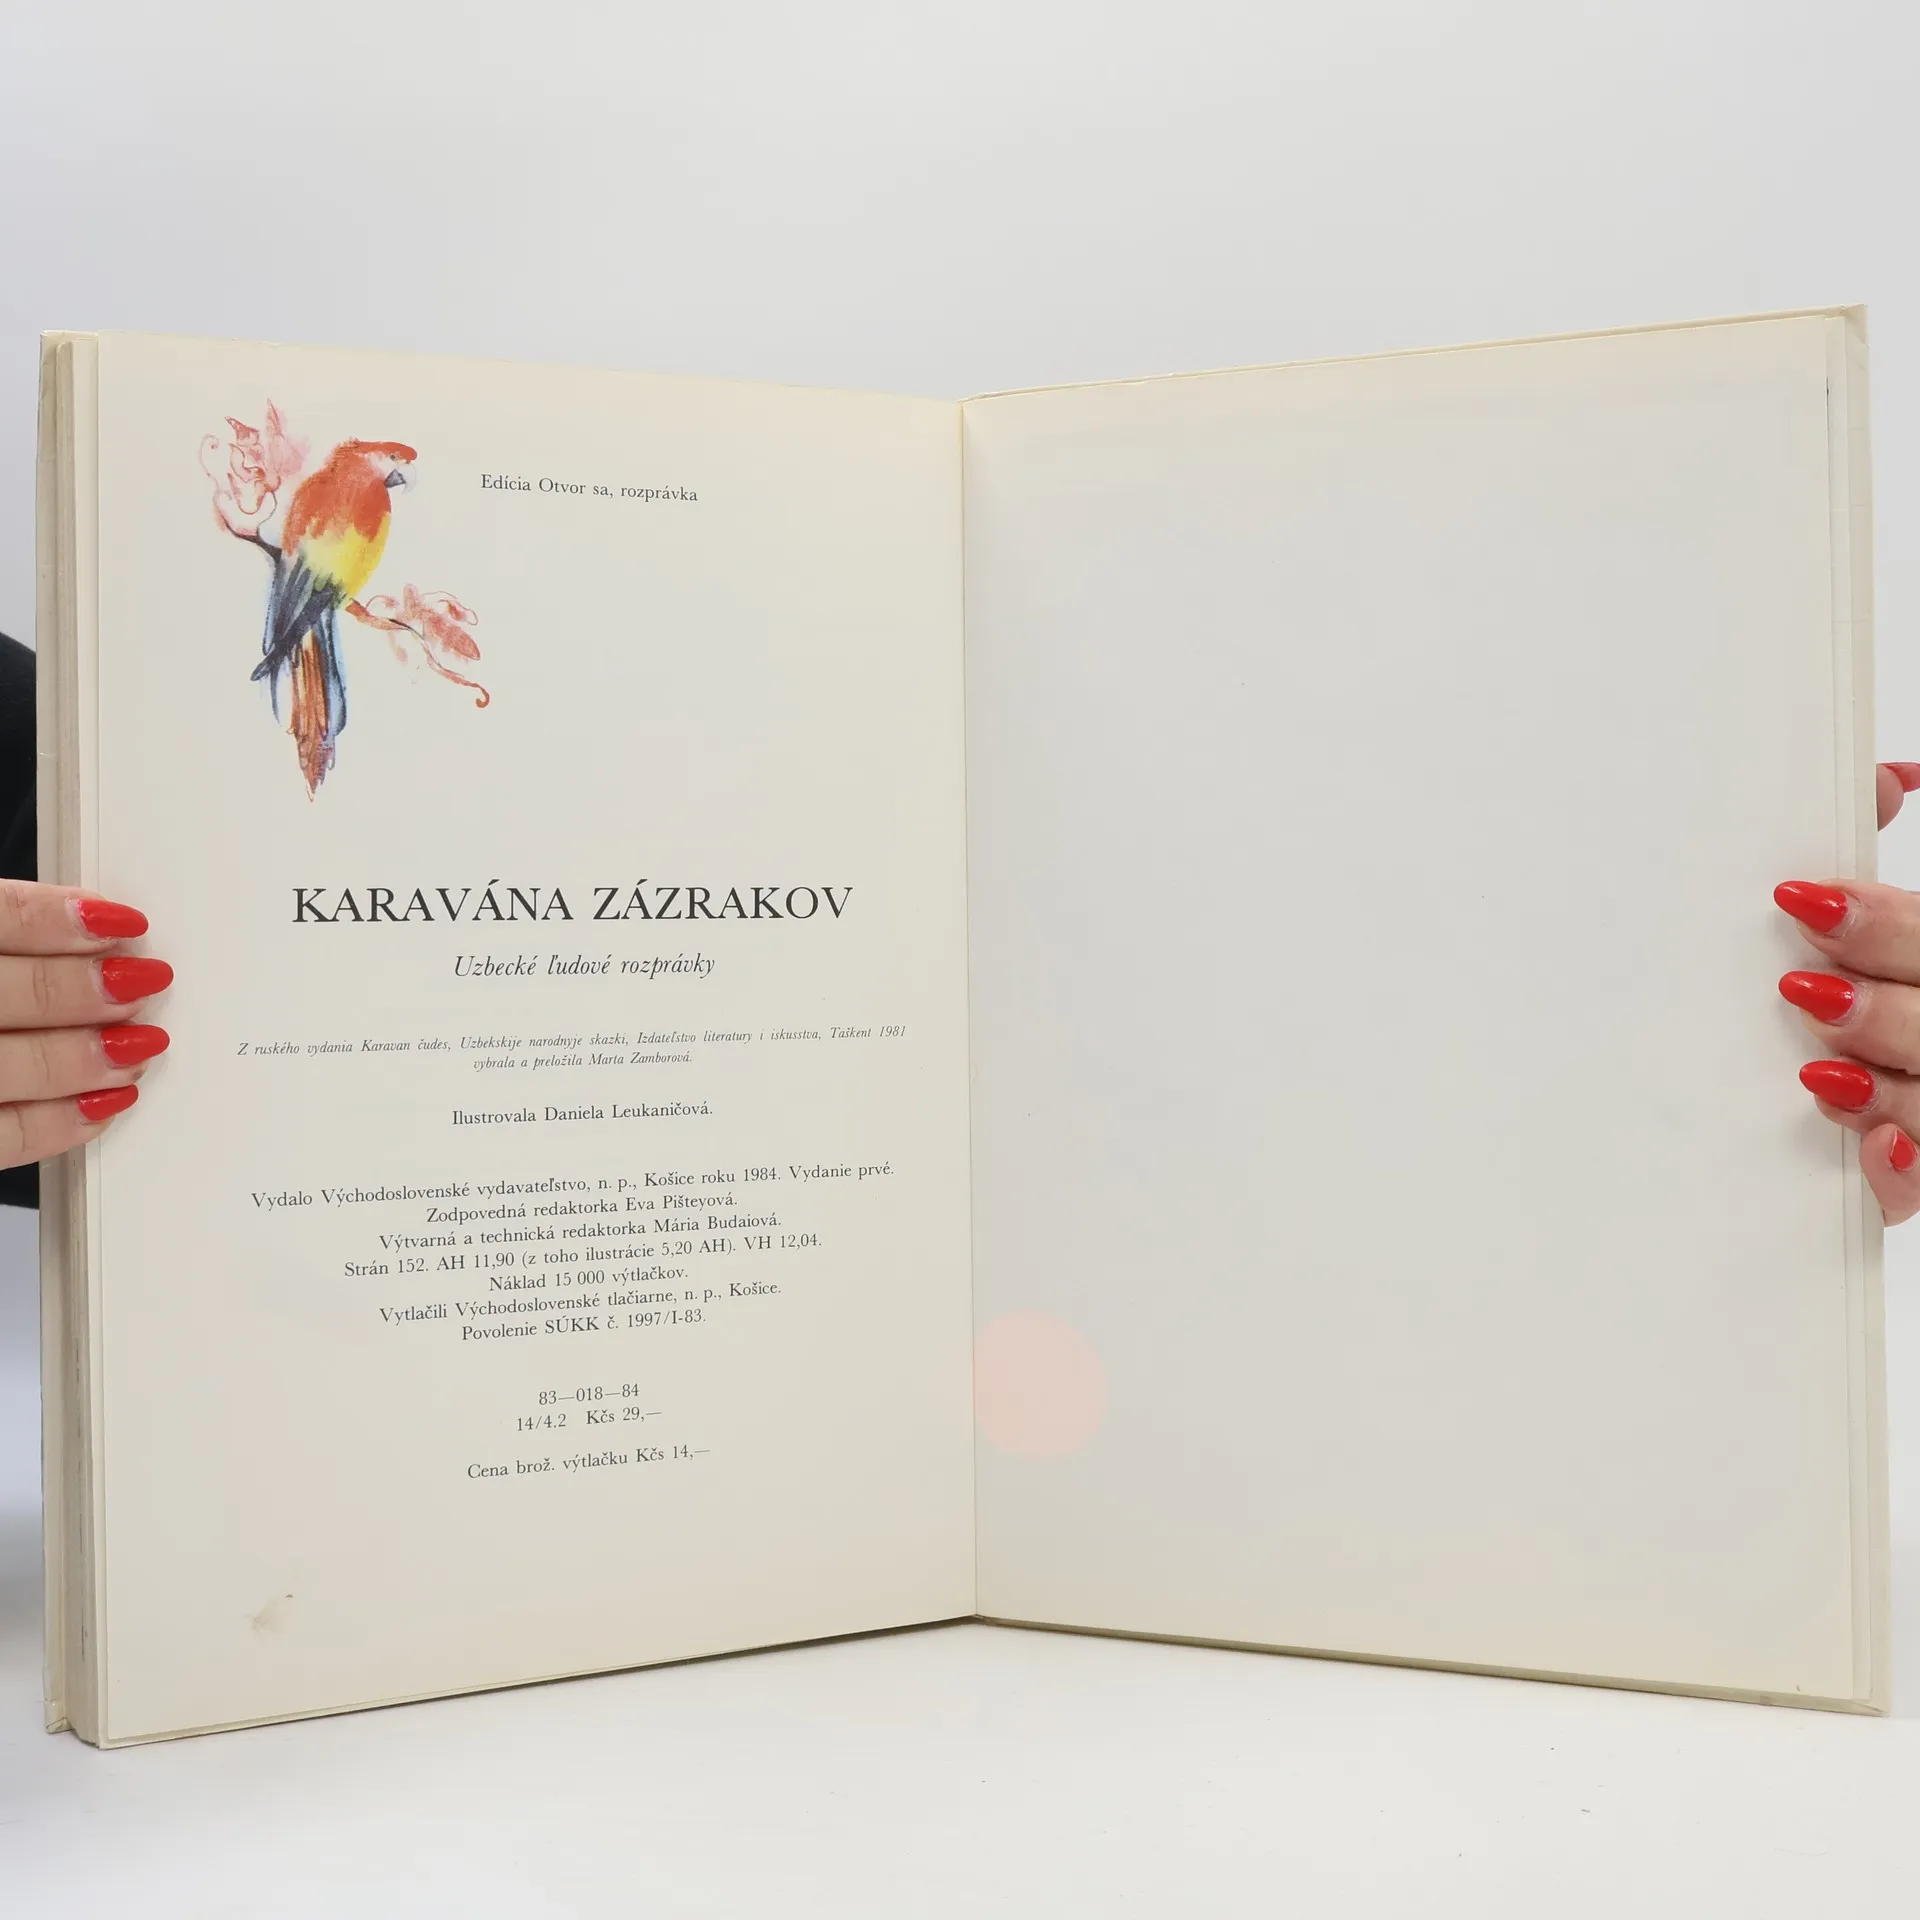 Edícia Otvor sa, rozprávka
KARAVÁNA ZÁZRAKOV
Uzbecké ľudové rozprávky
Z ruského vydania Karavan čudes, Uzbekskije narodnyje skazki, Izdateľstvo literatury i iskusstva, Taškent 1981
vybrala a preložila Marta Zamborová.
Ilustrovala Daniela Leukaničová.
Vydalo Východoslovenské vydavateľstvo, n. p., Košice roku 1984. Vydanie prvé.
Zodpovedná redaktorka Eva Pišteyová.
Výtvarná a technická redaktorka Mária Budaiová.
Strán 152. AH 11,90 (z toho ilustrácie 5,20 AH). VH 12,04.
Náklad 15 000 výtlačkov.
Vytlačili Východoslovenské tlačiarne, n. p., Košice.
Povolenie SÚKK č. 1997/I-83.
83—018—84
14/4.2 Kčs 29,—
Cena brož. výtlačku Kčs 14,—